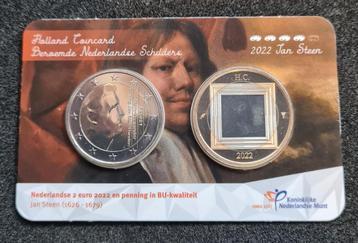 Holland Coincard
Beroemde Nederlandse Schilders
2022 Jan Steen
H.C.
2022
Nederlandse 2 euro 2022 en penning in BU-kwaliteit
Jan Steen (1626 - 1679)
Koninklijke
Nederlandse Munt